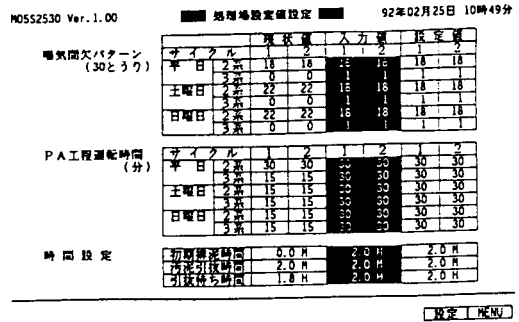 M05S2530 Ver.1.00 処理場設定値設定 92年02月25日 10時49分
現状値 入力値 設定値
曝気間欠パターン サイクル 1 2 1 2 1 2
(30とうり) 平日 2系 18 18 18 18 18 18
3系 0 0 1 1 1 1
土曜日 2系 22 22 18 18 18 18
3系 0 0 1 1 1 1
日曜日 2系 22 22 18 18 18 18
3系 0 0 1 1 1 1
PA工程運転時間 サイクル 1 2 1 2 1 2
(分) 平日 2系 30 30 30 30 30 30
3系 15 15 30 30 30 30
土曜日 2系 15 15 30 30 30 30
3系 15 15 30 30 30 30
日曜日 2系 15 15 30 30 30 30
3系 15 15 30 30 30 30
時間設定 初期排泥時間 0.0 H 2.0 H 2.0 H
汚泥引抜時間 2.0 H 2.0 H 2.0 H
引抜待ち時間 1.8 H 2.0 H 2.0 H
設定 MENU